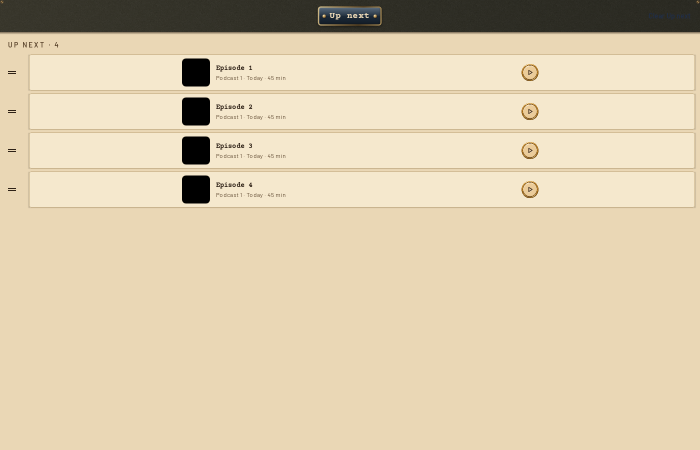 Up next
UP NEXT · 4
Episode 1
Podcast 1 · Today · 45 min
Episode 2
Podcast 1 · Today · 45 min
Episode 3
Podcast 1 · Today · 45 min
Episode 4
Podcast 1 · Today · 45 min